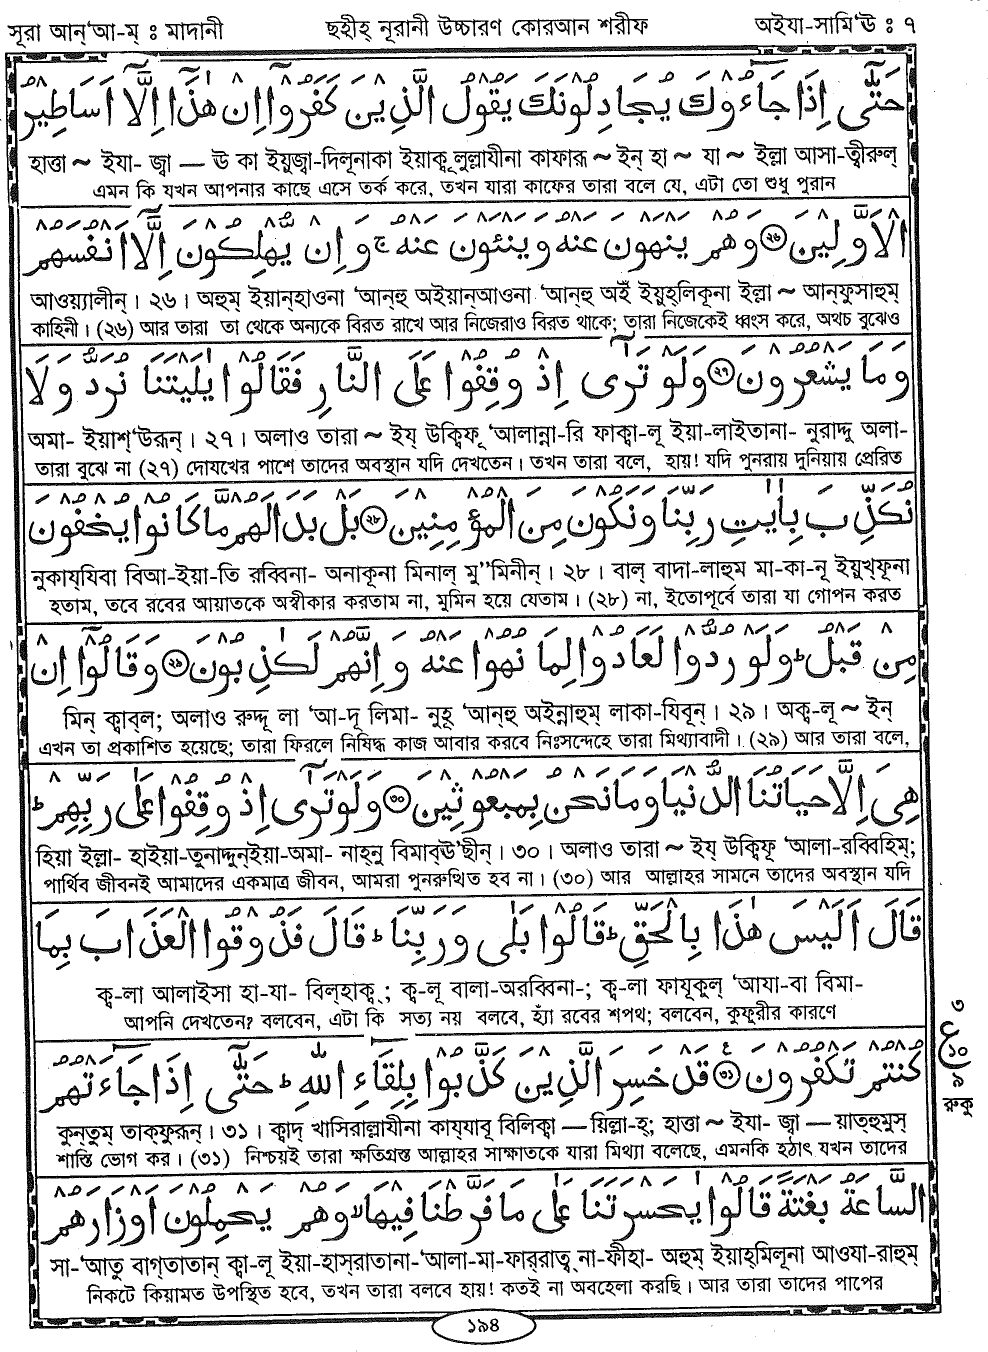 সূরা আন্'আ-ম্ : মাদানী ছহীহ্ নূরানী উচ্চারণ কোরআন শরীফ অইযা-সামি'ঊ : ৭
حَتّٰۤى اِذَا جَآءُوْكَ يُجَادِلُوْنَكَ يَقُوْلُ الَّذِيْنَ كَفَرُوْۤا اِنْ هٰذَاۤ اِلَّاۤ اَسَاطِيْرُ
হাত্তা ~ ইযা- জ্বা — ঊ কা ইয়ুজ্বা-দিলূনাকা ইয়াক্বূলুল্লাযীনা কাফারূ ~ ইন্ হা ~ যা ~ ইল্লা আসা-ত্বীরুল্
এমন কি যখন আপনার কাছে এসে তর্ক করে, তখন যারা কাফের তারা বলে যে, এটা তো শুধু পুরান
الْاَوَّلِيْنَ ﴿٢٦﴾ وَهُمْ يَنْهَوْنَ عَنْهُ وَيَنْئَوْنَ عَنْهُ ۚ وَاِنْ يُّهْلِكُوْنَ اِلَّاۤ اَنْفُسَهُمْ
আওয়্যালীন্ । ২৬ । অহুম্ ইয়ান্হাওনা 'আন্হু অইয়ান্আওনা 'আন্হু অইঁ ইয়ুহ্লিকূনা ইল্লা ~ আন্ফুসাহুম্
কাহিনী । (২৬) আর তারা তা থেকে অন্যকে বিরত রাখে আর নিজেরাও বিরত থাকে; তারা নিজেকেই ধ্বংস করে, অথচ বুঝেও
وَمَا يَشْعُرُوْنَ ﴿٢٧﴾ وَلَوْ تَرٰۤى اِذْ وُقِفُوْا عَلَى النَّارِ فَقَالُوْا يٰلَيْتَنَا نُرَدُّ وَلَا
অমা- ইয়াশ্'উরূন্ । ২৭ । অলাও তারা ~ ইয্ উক্বিফূ 'আলান্না-রি ফাক্বা-লূ ইয়া-লাইতানা- নুরাদ্দু অলা-
তারা বুঝে না (২৭) দোযখের পাশে তাদের অবস্থান যদি দেখতেন । তখন তারা বলে, হায়! যদি পুনরায় দুনিয়ায় প্রেরিত
نُكَذِّبَ بِاٰيٰتِ رَبِّنَا وَنَكُوْنَ مِنَ الْمُؤْمِنِيْنَ ﴿٢٨﴾ بَلْ بَدَا لَهُمْ مَّا كَانُوْا يُخْفُوْنَ
নুকায্যিবা বিআ-ইয়া-তি রব্বিনা- অনাকূনা মিনাল্ মু"মিনীন্ । ২৮ । বাল্ বাদা-লাহুম মা-কা-নূ ইয়ুখ্ফূনা
হতাম, তবে রবের আয়াতকে অস্বীকার করতাম না, মুমিন হয়ে যেতাম । (২৮) না, ইতোপূর্বে তারা যা গোপন করত
مِنْ قَبْلُ ؕ وَلَوْ رُدُّوْا لَعَادُوْا لِمَا نُهُوْا عَنْهُ وَاِنَّهُمْ لَكٰذِبُوْنَ ﴿٢٩﴾ وَقَالُوْۤا اِنْ
মিন্ ক্বাব্ল; অলাও রুদ্দূ লা 'আ-দূ লিমা- নুহূ 'আন্হু অইন্নাহুম্ লাকা-যিবূন্ । ২৯ । অক্ব-লূ ~ ইন্
এখন তা প্রকাশিত হয়েছে; তারা ফিরলে নিষিদ্ধ কাজ আবার করবে নিঃসন্দেহে তারা মিথ্যাবাদী । (২৯) আর তারা বলে,
هِيَ اِلَّا حَيَاتُنَا الدُّنْيَا وَمَا نَحْنُ بِمَبْعُوْثِيْنَ ﴿٣٠﴾ وَلَوْ تَرٰۤى اِذْ وُقِفُوْا عَلٰى رَبِّهِمْ ؕ
হিয়া ইল্লা- হাইয়া-তুনাদ্দুন্ইয়া-অমা- নাহ্নু বিমাব্ঊ'ছীন্ । ৩০ । অলাও তারা ~ ইয্ উক্বিফূ 'আলা-রব্বিহিম্;
পার্থিব জীবনই আমাদের একমাত্র জীবন, আমরা পুনরুত্থিত হব না । (৩০) আর আল্লাহর সামনে তাদের অবস্থান যদি
قَالَ اَلَيْسَ هٰذَا بِالْحَقِّ ؕ قَالُوْا بَلٰى وَرَبِّنَا ؕ قَالَ فَذُوْقُوا الْعَذَابَ بِمَا
ক্ব-লা আলাইসা হা-যা- বিল্হাক্ব্; ক্ব-লূ বালা-অরব্বিনা-; ক্ব-লা ফাযূকুল্ 'আযা-বা বিমা-
আপনি দেখতেন? বলবেন, এটা কি সত্য নয় বলবে, হ্যাঁ রবের শপথ; বলবেন, কুফুরীর কারণে
كُنْتُمْ تَكْفُرُوْنَ ﴿٣١﴾ قَدْ خَسِرَ الَّذِيْنَ كَذَّبُوْا بِلِقَآءِ اللّٰهِ ؕ حَتّٰۤى اِذَا جَآءَتْهُمُ
৩
ع
১০
৯
রুকু
কুন্তুম্ তাক্ফুরূন্ । ৩১ । ক্বাদ্ খাসিরাল্লাযীনা কায্যাবূ বিলিক্বা — য়িল্লা-হ্; হাত্তা ~ ইযা- জ্বা — য়াত্হুমুস্
শাস্তি ভোগ কর । (৩১) নিশ্চয়ই তারা ক্ষতিগ্রস্ত আল্লাহর সাক্ষাতকে যারা মিথ্যা বলেছে, এমনকি হঠাৎ যখন তাদের
السَّاعَةُ بَغْتَةً قَالُوْا يٰحَسْرَتَنَا عَلٰى مَا فَرَّطْنَا فِيْهَا ۙ وَهُمْ يَحْمِلُوْنَ اَوْزَارَهُمْ
সা-'আতু বাগ্তাতান্ ক্বা-লূ ইয়া-হাস্রাতানা-'আলা-মা-ফার্রাত্ব্ না-ফীহা- অহুম্ ইয়াহ্মিলূনা আওযা-রাহুম্
নিকটে কিয়ামত উপস্থিত হবে, তখন তারা বলবে হায়! কতই না অবহেলা করছি । আর তারা তাদের পাপের
১৯৪